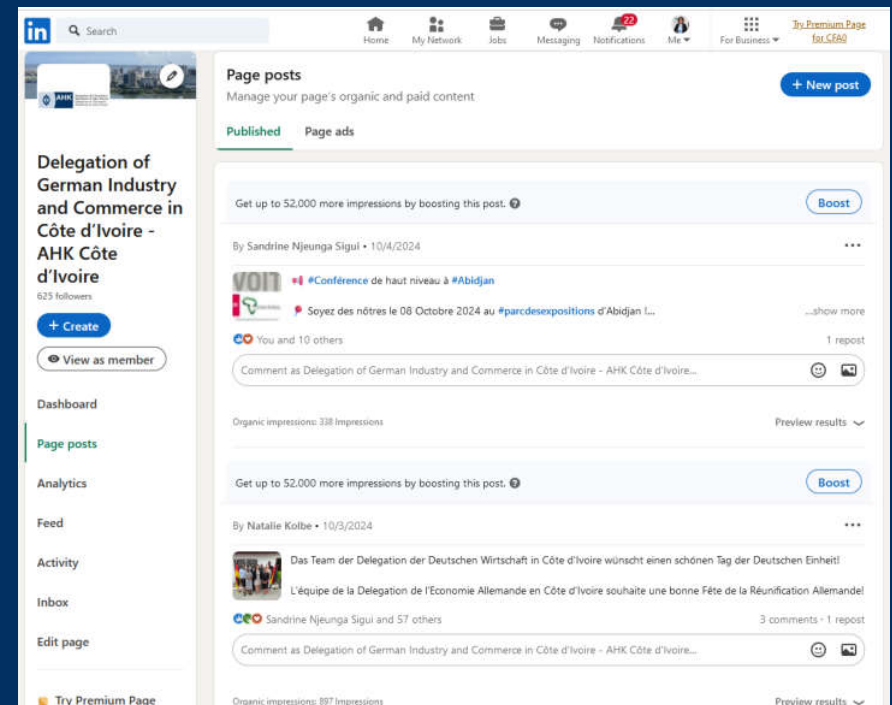 in
Search
Home
My Network
Jobs
Messaging
22
Notifications
Me
For Business
Try Premium Page
for CFA0
AHK
Delegation of
German Industry
and Commerce in
Côte d'Ivoire -
AHK Côte
d'Ivoire
625 followers
+ Create
View as member
Dashboard
Page posts
Analytics
Feed
Activity
Inbox
Edit page
Try Premium Page
Page posts
Manage your page's organic and paid content
+ New post
Published
Page ads
Get up to 52,000 more impressions by boosting this post.
Boost
By Sandrine Njeunga Sigui • 10/4/2024
VOIT
#Conférence de haut niveau à #Abidjan
Soyez des nôtres le 08 Octobre 2024 au #parcdesexpositions d'Abidjan !...
...show more
You and 10 others
1 repost
Comment as Delegation of German Industry and Commerce in Côte d'Ivoire - AHK Côte d'Ivoire...
Organic impressions: 338 Impressions
Preview results
Get up to 52,000 more impressions by boosting this post.
Boost
By Natalie Kolbe • 10/3/2024
Das Team der Delegation der Deutschen Wirtschaft in Côte d'Ivoire wünscht einen schönen Tag der Deutschen Einheit!
L'équipe de la Delegation de l'Economie Allemande en Côte d'Ivoire souhaite une bonne Fête de la Réunification Allemande!
Sandrine Njeunga Sigui and 57 others
3 comments · 1 repost
Comment as Delegation of German Industry and Commerce in Côte d'Ivoire - AHK Côte d'Ivoire...
Organic impressions: 897 Impressions
Preview results